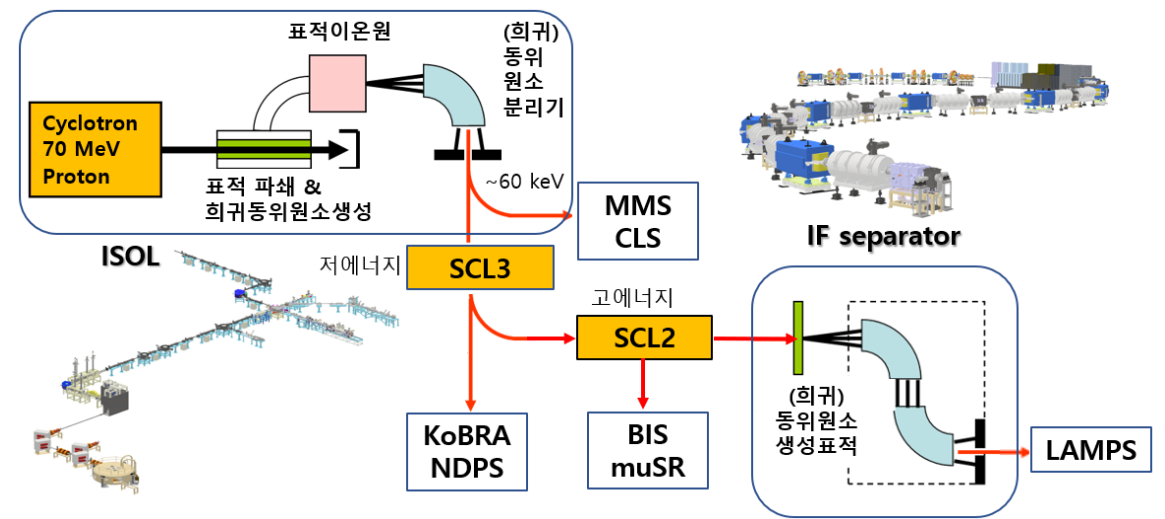 표적이온원
(희귀)
동위
원소
분리기
Cyclotron
70 MeV
Proton
표적 파쇄 &
희귀동위원소생성
~60 keV
MMS
CLS
IF separator
ISOL
저에너지
SCL3
고에너지
SCL2
(희귀)
동위원소
생성표적
KoBRA
NDPS
BIS
muSR
LAMPS